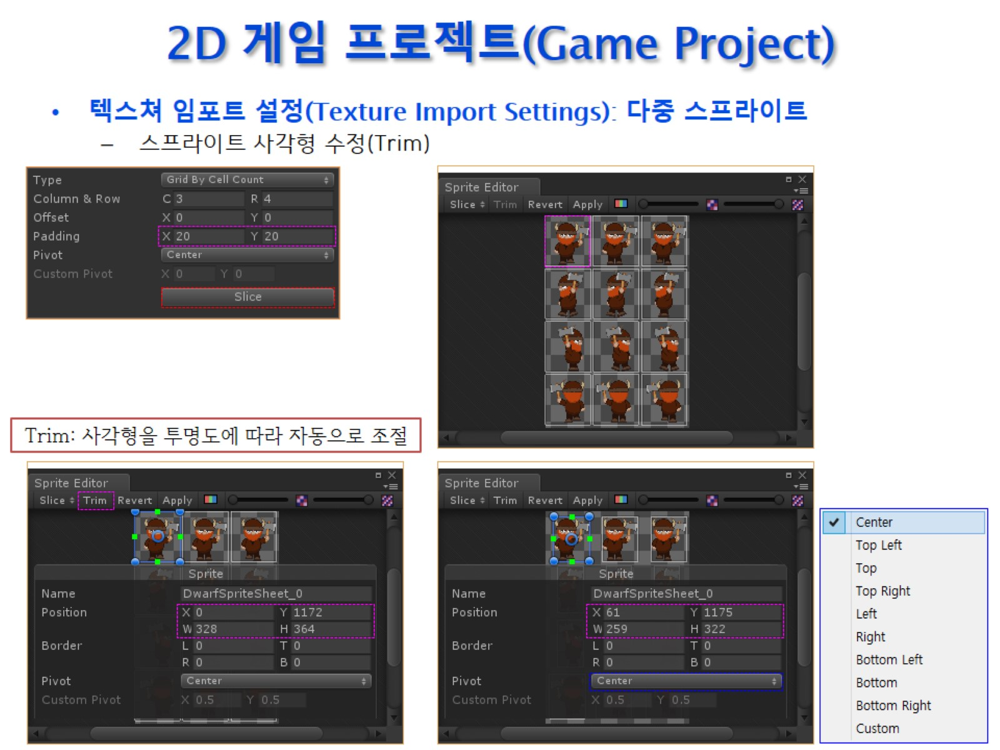 2D 게임 프로젝트(Game Project)
• 텍스쳐 임포트 설정(Texture Import Settings): 다중 스프라이트
– 스프라이트 사각형 수정(Trim)
Type Grid By Cell Count
Column & Row C 3 R 4
Offset X 0 Y 0
Padding X 20 Y 20
Pivot Center
Custom Pivot X 0 Y 0
Slice
Sprite Editor
Slice Trim Revert Apply
Trim: 사각형을 투명도에 따라 자동으로 조절
Sprite Editor
Slice Trim Revert Apply
Sprite
Name DwarfSpriteSheet_0
Position X 0 Y 1172
W 328 H 364
Border L 0 T 0
R 0 B 0
Pivot Center
Custom Pivot X 0.5 Y 0.5
Sprite Editor
Slice Trim Revert Apply
Sprite
Name DwarfSpriteSheet_0
Position X 61 Y 1175
W 259 H 322
Border L 0 T 0
R 0 B 0
Pivot Center
Custom Pivot X 0.5 Y 0.5
Center
Top Left
Top
Top Right
Left
Right
Bottom Left
Bottom
Bottom Right
Custom